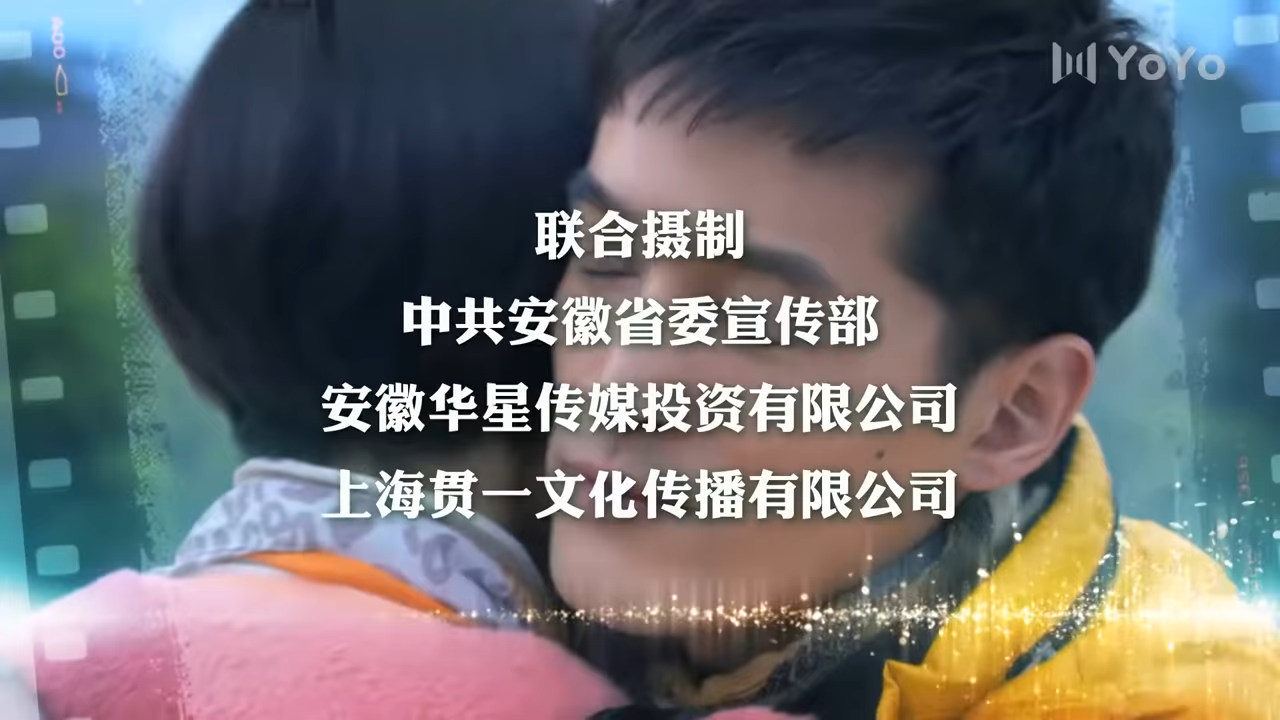 YoYo
联合摄制
中共安徽省委宣传部
安徽华星传媒投资有限公司
上海贯一文化传播有限公司